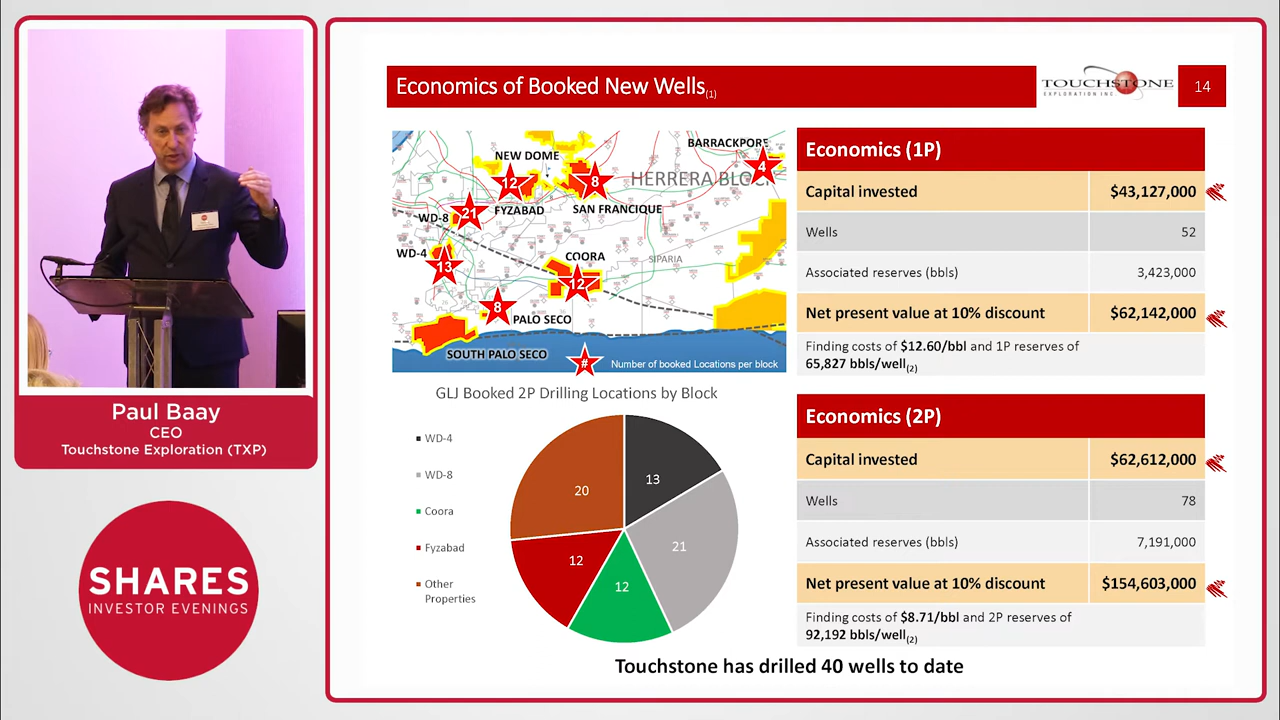 Economics of Booked New Wells(1)
TOUCHSTONE
EXPLORATION INC.
14
BARRACKPORE
4
NEW DOME
HERRERA BLOC
12
8
FYZABAD
SAN FRANCIQUE
WD-8
21
WD-4
13
COORA
SIPARIA
12
8
PALO SECO
SOUTH PALO SECO
#
Number of booked Locations per block
GLJ Booked 2P Drilling Locations by Block
WD-4
WD-8
Coora
Fyzabad
Other
Properties
13
21
12
12
20
Economics (1P)
Capital invested $43,127,000
Wells 52
Associated reserves (bbls) 3,423,000
Net present value at 10% discount $62,142,000
Finding costs of $12.60/bbl and 1P reserves of
65,827 bbls/well(2)
Economics (2P)
Capital invested $62,612,000
Wells 78
Associated reserves (bbls) 7,191,000
Net present value at 10% discount $154,603,000
Finding costs of $8.71/bbl and 2P reserves of
92,192 bbls/well(2)
Touchstone has drilled 40 wells to date
Paul Baay
CEO
Touchstone Exploration (TXP)
SHARES
INVESTOR EVENINGS